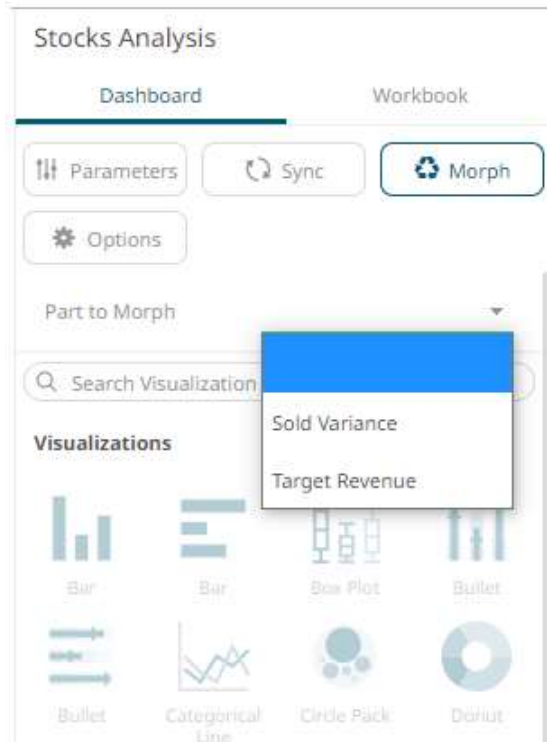 Stocks Analysis
Dashboard Workbook
Parameters Sync Morph
Options
Part to Morph
Search Visualization
Sold Variance
Visualizations
Target Revenue
Bar Bar Box Plot Bullet
Bullet Categorical Circle Pack Donut
Line